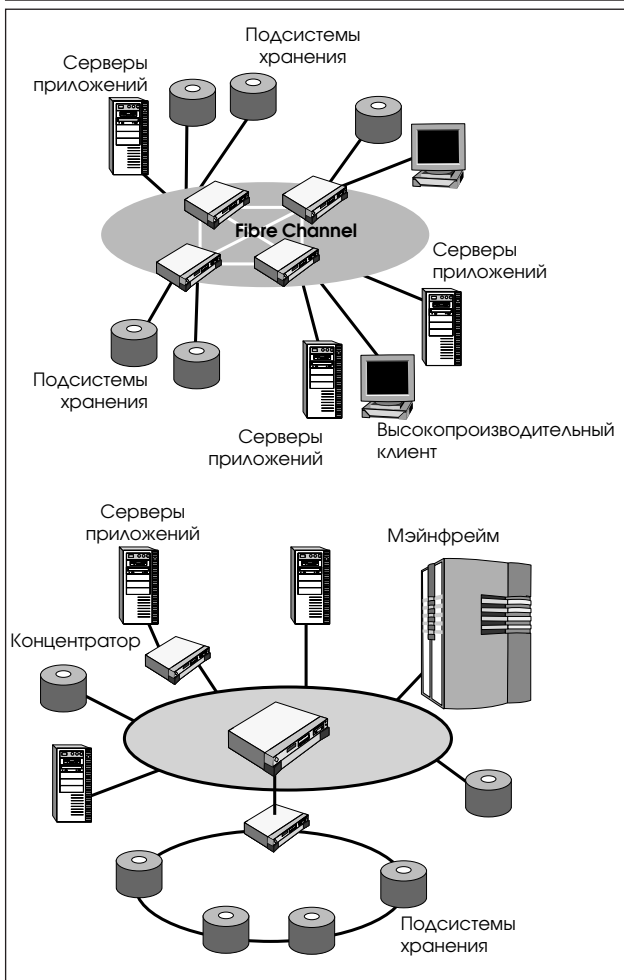 Подсистемы
хранения
Серверы
приложений
Fibre Channel
Серверы
приложений
Подсистемы
хранения
Серверы
приложений
Высокопроизводительный
клиент
Серверы
приложений
Мэйнфрейм
Концентратор
Подсистемы
хранения